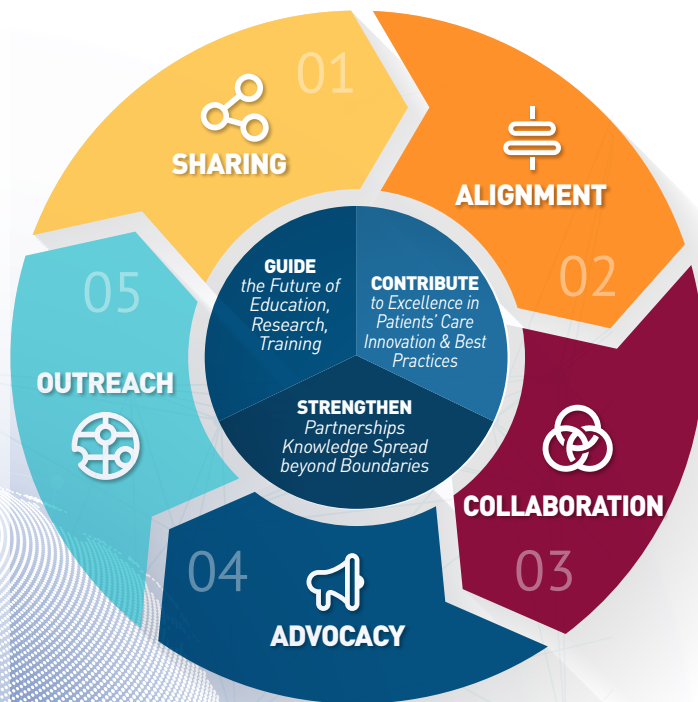 01
SHARING
ALIGNMENT
02
COLLABORATION
03
04
ADVOCACY
05
OUTREACH
GUIDE
the Future of
Education,
Research,
Training
CONTRIBUTE
to Excellence in
Patients' Care
Innovation & Best
Practices
STRENGTHEN
Partnerships
Knowledge Spread
beyond Boundaries